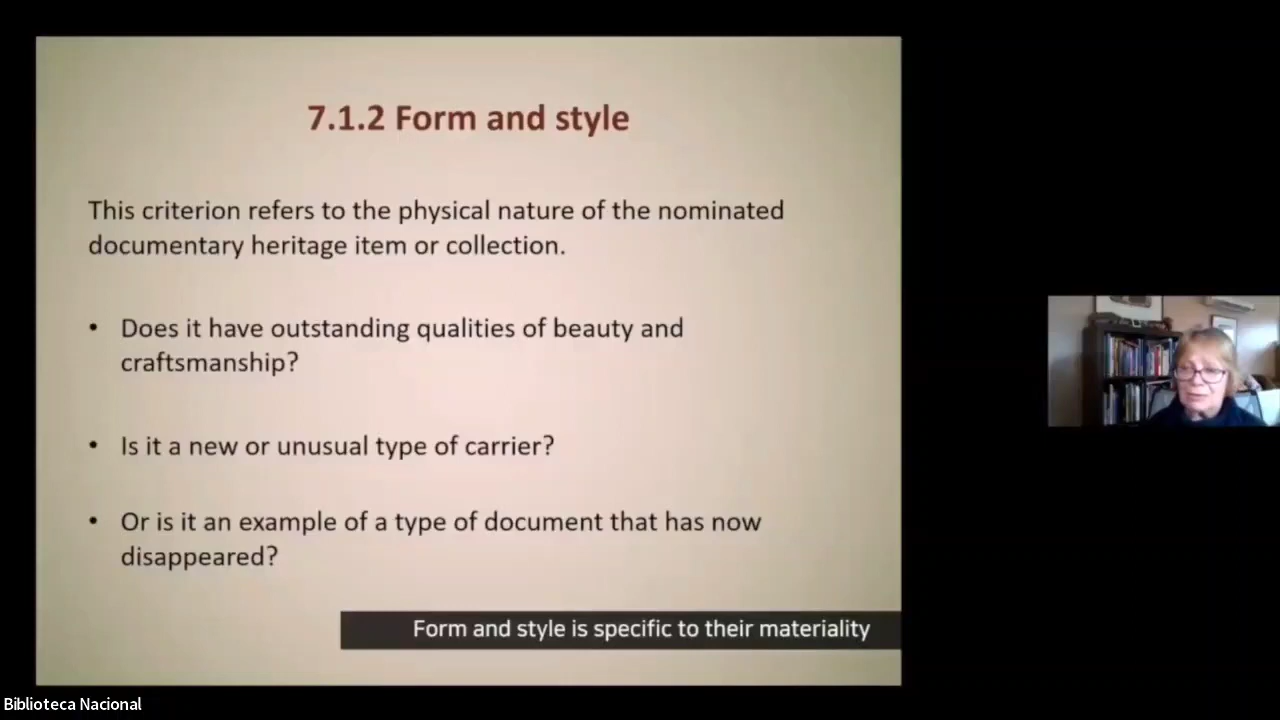 7.1.2 Form and style
This criterion refers to the physical nature of the nominated
documentary heritage item or collection.
• Does it have outstanding qualities of beauty and
craftsmanship?
• Is it a new or unusual type of carrier?
• Or is it an example of a type of document that has now
disappeared?
Form and style is specific to their materiality
Biblioteca Nacional